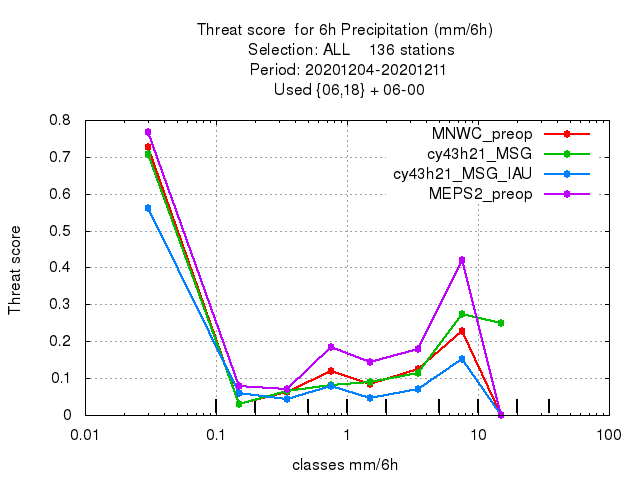 Threat score  for 6h Precipitation (mm/6h)
Selection: ALL    136 stations
Period: 20201204-20201211
Used {06,18} + 06-00
MNWC_preop
cy43h21_MSG
cy43h21_MSG_IAU
MEPS2_preop
Threat score
0.8
0.7
0.6
0.5
0.4
0.3
0.2
0.1
0
0.01
0.1
1
10
100
classes mm/6h